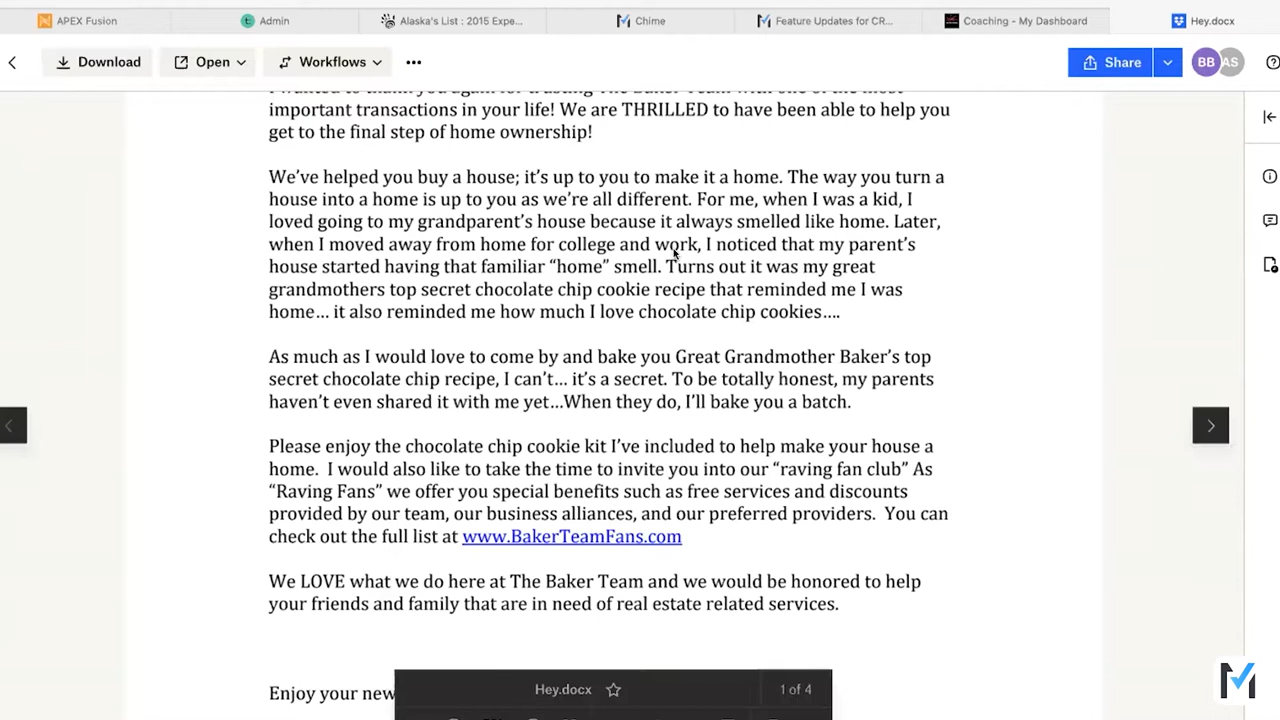 APEX Fusion
Admin
Alaska's List : 2015 Expe...
Chime
Feature Updates for CR...
Coaching - My Dashboard
Hey.docx
Download
Open
Workflows
Share
BB
AS
important transactions in your life! We are THRILLED to have been able to help you
get to the final step of home ownership!
We've helped you buy a house; it's up to you to make it a home. The way you turn a
house into a home is up to you as we're all different. For me, when I was a kid, I
loved going to my grandparent's house because it always smelled like home. Later,
when I moved away from home for college and work, I noticed that my parent's
house started having that familiar “home” smell. Turns out it was my great
grandmothers top secret chocolate chip cookie recipe that reminded me I was
home... it also reminded me how much I love chocolate chip cookies....
As much as I would love to come by and bake you Great Grandmother Baker's top
secret chocolate chip recipe, I can't... it's a secret. To be totally honest, my parents
haven't even shared it with me yet...When they do, I'll bake you a batch.
Please enjoy the chocolate chip cookie kit I've included to help make your house a
home.  I would also like to take the time to invite you into our “raving fan club” As
“Raving Fans” we offer you special benefits such as free services and discounts
provided by our team, our business alliances, and our preferred providers.  You can
check out the full list at www.BakerTeamFans.com
We LOVE what we do here at The Baker Team and we would be honored to help
your friends and family that are in need of real estate related services.
Enjoy your new
Hey.docx
1 of 4